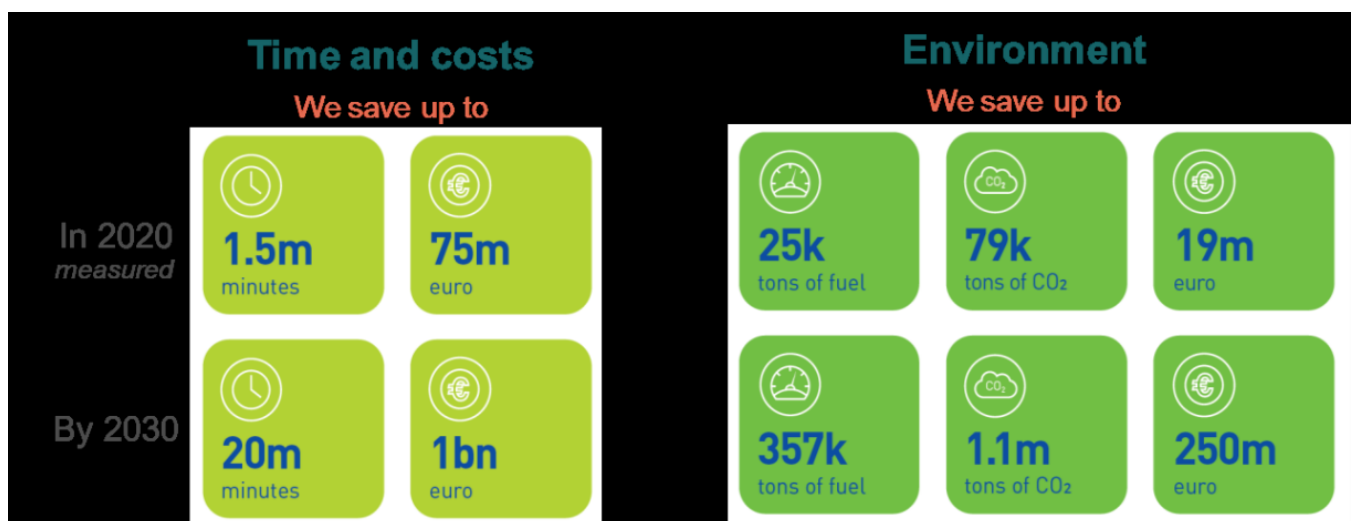 Time and costs
We save up to
Environment
We save up to
In 2020
measured
1.5m
minutes
€
75m
euro
25k
tons of fuel
CO₂
79k
tons of CO₂
€
19m
euro
By 2030
20m
minutes
€
1bn
euro
357k
tons of fuel
CO₂
1.1m
tons of CO₂
€
250m
euro